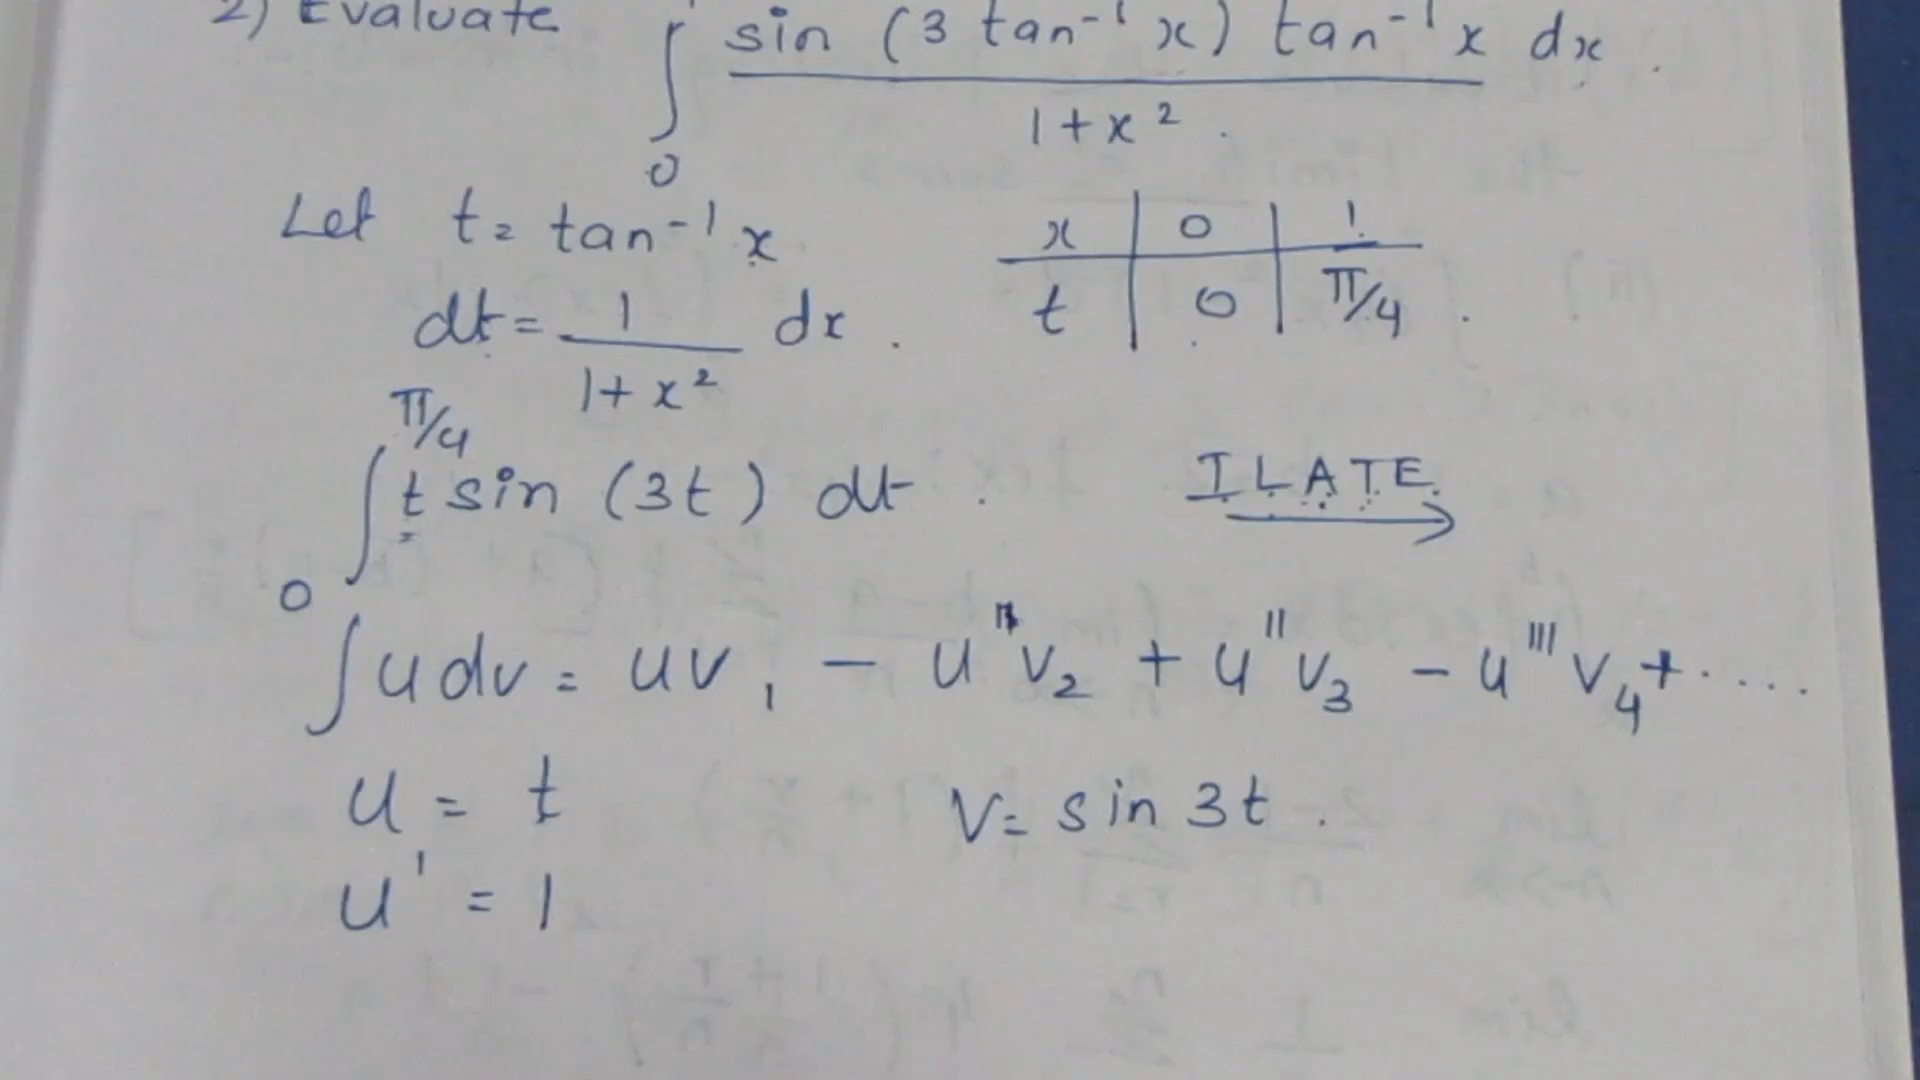 2) Evaluate ∫₀¹ sin (3 tan⁻¹ x) tan⁻¹ x dx .
1 + x² .
Let t = tan⁻¹ x
x | 0 | 1
t | 0 | π/4 .
dt = 1/(1 + x²) dx .
∫₀^(π/4) t sin (3t) dt . ILATE
∫ u dv = uv₁ − u''v₂ + u''v₃ − u'''v₄ + .....
u = t v = sin 3t .
u' = 1